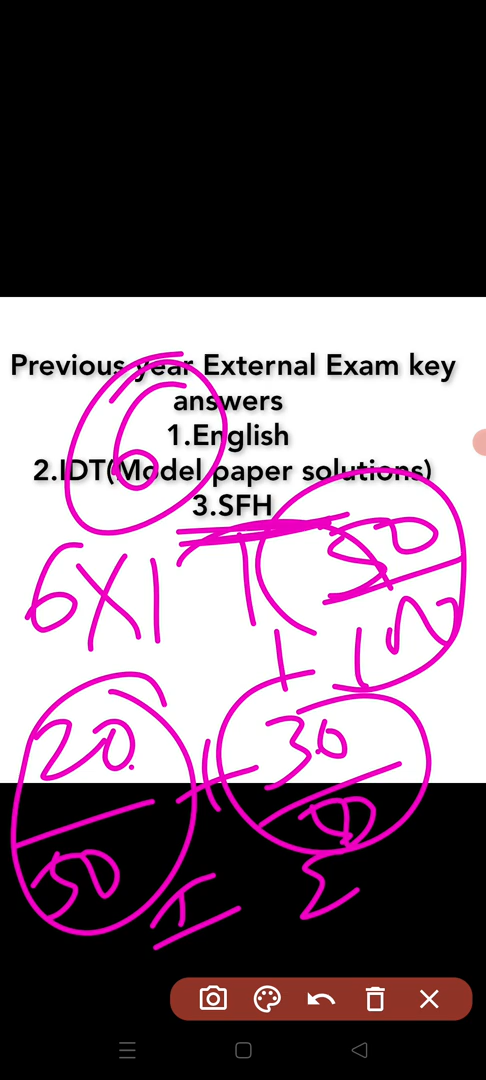 Previous year External Exam key
answers
1.English
2.IDT(Model paper solutions)
3.SFH
6
6X1
50
20
50
+
30